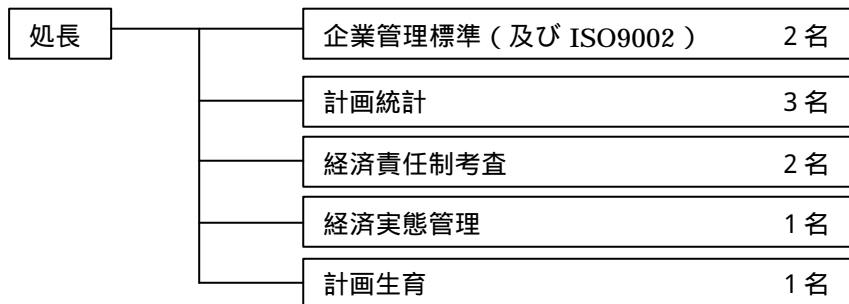 処長
企業管理標準（及び ISO9002） 2 名
計画統計 3 名
経済責任制考査 2 名
経済実態管理 1 名
計画生育 1 名